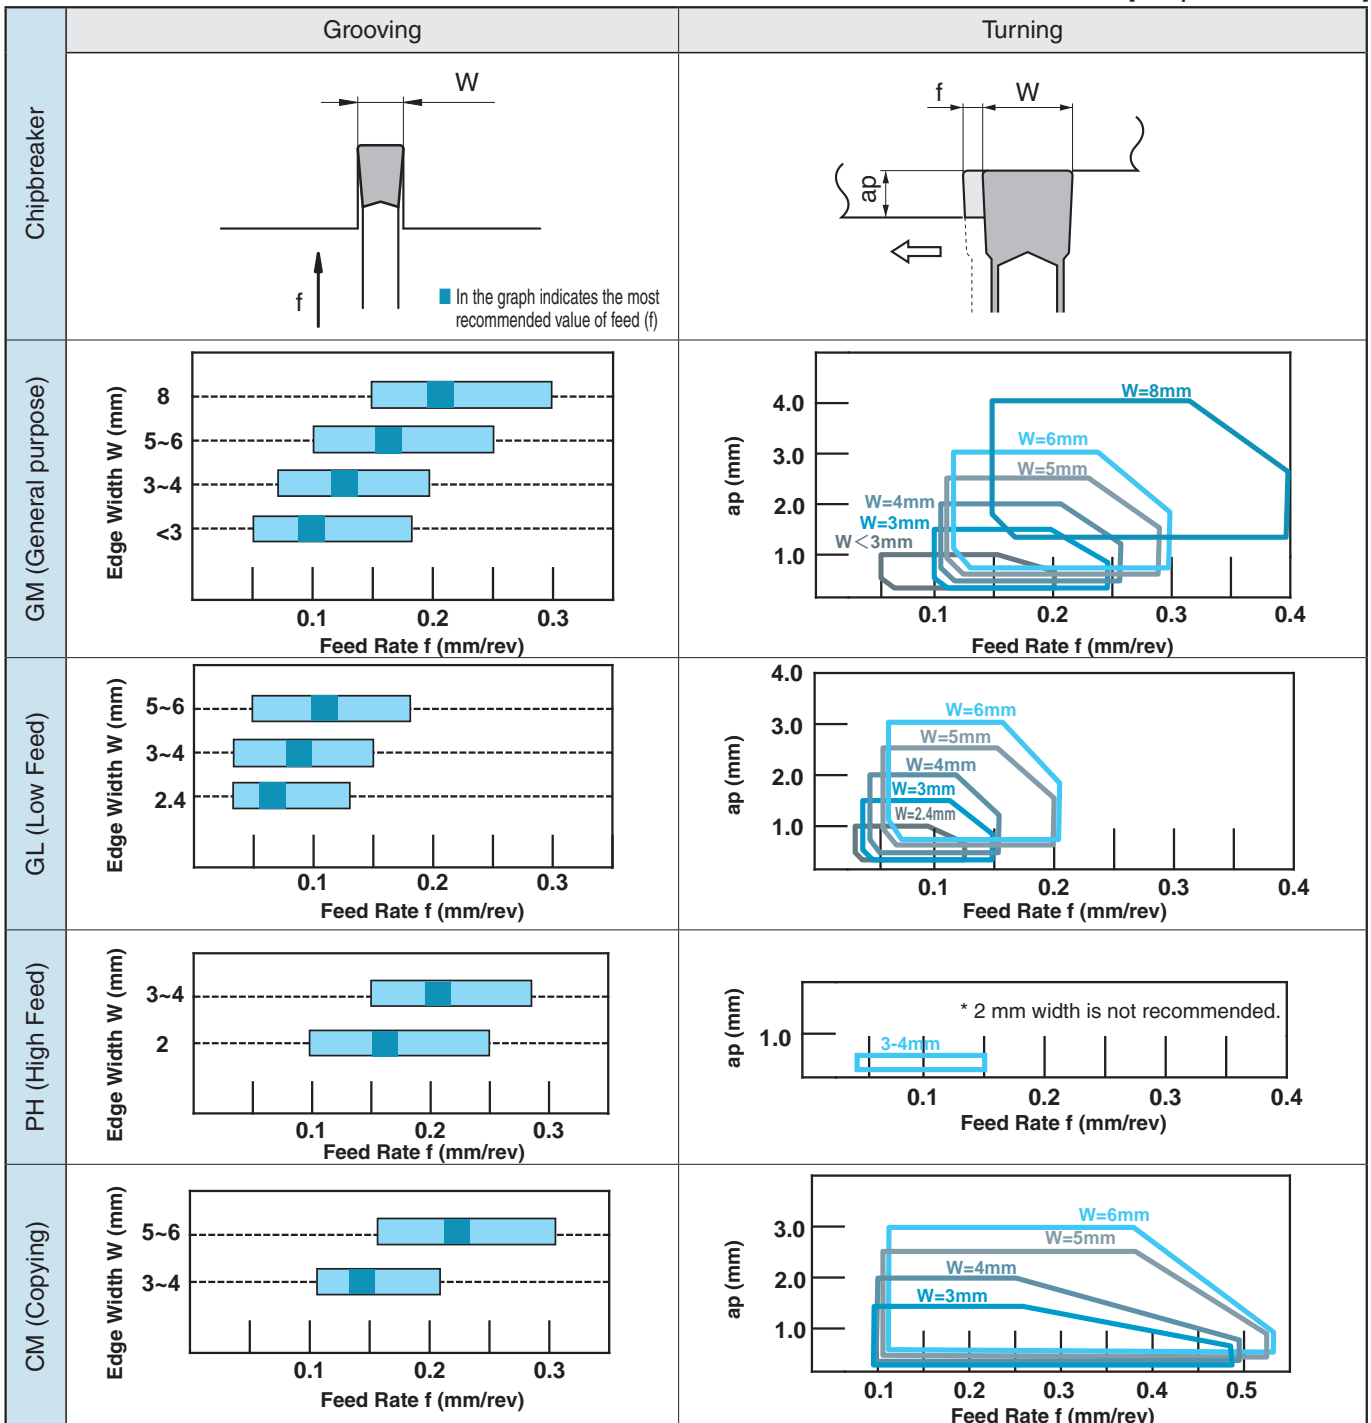 Grooving
Turning
Chipbreaker
W
f
In the graph indicates the most
recommended value of feed (f)
f
W
ap
GM (General purpose)
Edge Width W (mm)
8
5~6
3~4
<3
0.1
0.2
0.3
Feed Rate f (mm/rev)
ap (mm)
4.0
3.0
2.0
1.0
W=8mm
W=6mm
W=5mm
W=4mm
W=3mm
W<3mm
0.1
0.2
0.3
0.4
Feed Rate f (mm/rev)
GL (Low Feed)
Edge Width W (mm)
5~6
3~4
2.4
0.1
0.2
0.3
Feed Rate f (mm/rev)
ap (mm)
4.0
3.0
2.0
1.0
W=6mm
W=5mm
W=4mm
W=3mm
W=2.4mm
0.1
0.2
0.3
0.4
Feed Rate f (mm/rev)
PH (High Feed)
Edge Width W (mm)
3~4
2
0.1
0.2
0.3
Feed Rate f (mm/rev)
ap (mm)
1.0
* 2 mm width is not recommended.
3-4mm
0.1
0.2
0.3
0.4
Feed Rate f (mm/rev)
CM (Copying)
Edge Width W (mm)
5~6
3~4
0.1
0.2
0.3
Feed Rate f (mm/rev)
ap (mm)
3.0
2.0
1.0
W=6mm
W=5mm
W=4mm
W=3mm
0.1
0.2
0.3
0.4
0.5
Feed Rate f (mm/rev)